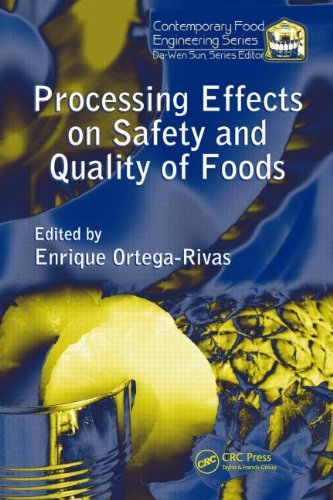 Contemporary Food
Engineering Series
Da-Wen Sun, Series Editor
Processing Effects
on Safety and
Quality of Foods
Edited by
Enrique Ortega-Rivas
CRC
CRC Press
Taylor & Francis Group